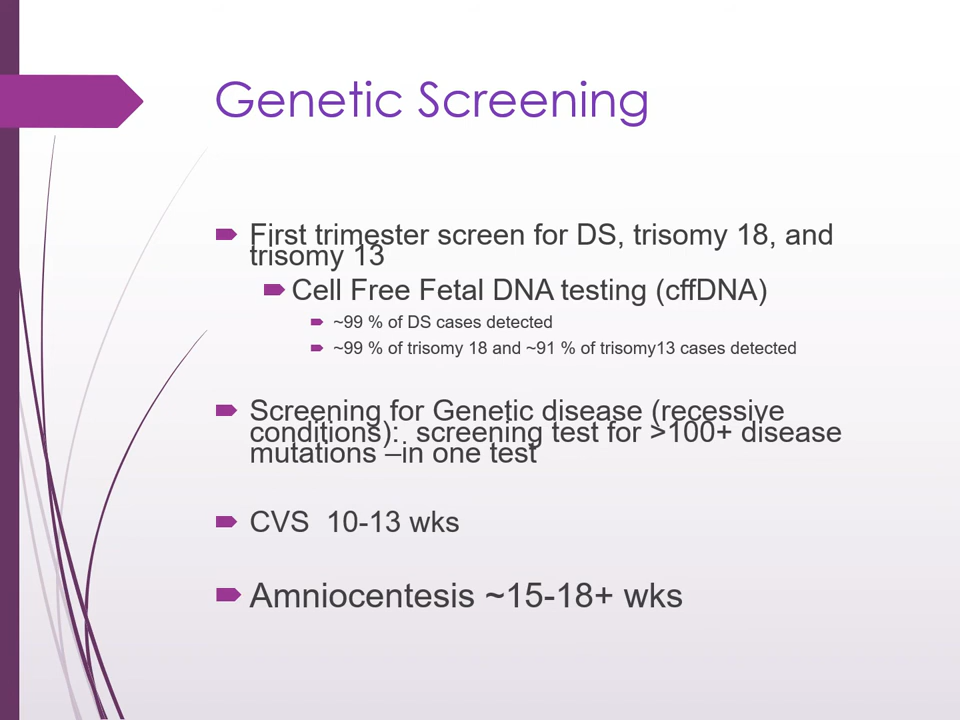 Genetic Screening
First trimester screen for DS, trisomy 18, and
trisomy 13
Cell Free Fetal DNA testing (cffDNA)
~99 % of DS cases detected
~99 % of trisomy 18 and ~91 % of trisomy13 cases detected
Screening for Genetic disease (recessive
conditions):  screening test for >100+ disease
mutations –in one test
CVS  10-13 wks
Amniocentesis ~15-18+ wks